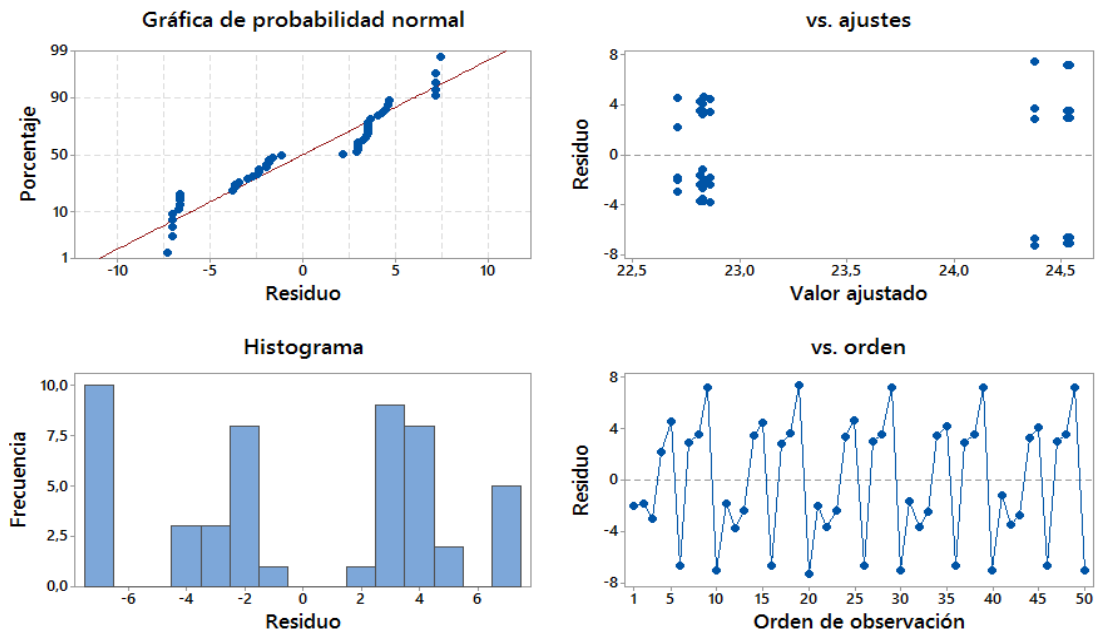 Gráfica de probabilidad normal
99
90
50
10
1
Porcentaje
-10 -5 0 5 10
Residuo
vs. ajustes
8
4
0
-4
-8
Residuo
22,5 23,0 23,5 24,0 24,5
Valor ajustado
Histograma
10,0
7,5
5,0
2,5
0,0
Frecuencia
-6 -4 -2 0 2 4 6
Residuo
vs. orden
8
4
0
-4
-8
Residuo
1 5 10 15 20 25 30 35 40 45 50
Orden de observación